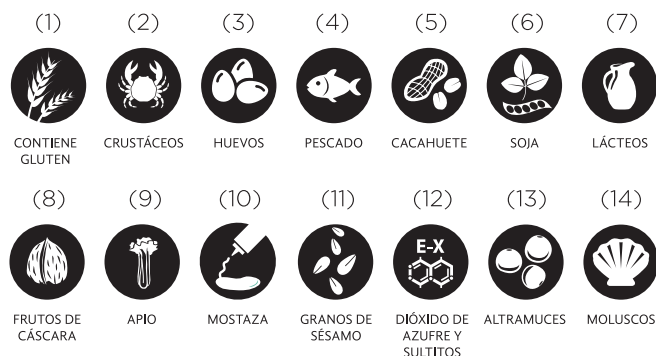 (1) (2) (3) (4) (5) (6) (7)
CONTIENE GLUTEN
CRUSTÁCEOS
HUEVOS
PESCADO
CACAHUETE
SOJA
LÁCTEOS
(8) (9) (10) (11) (12) (13) (14)
E-X
FRUTOS DE
CÁSCARA
APIO
MOSTAZA
GRANOS DE
SÉSAMO
DIÓXIDO DE
AZUFRE Y
SULTITOS
ALTRAMUCES
MOLUSCOS